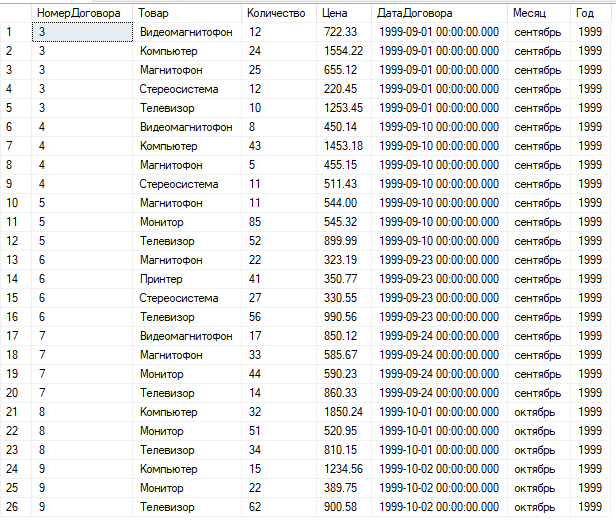 НомерДоговора Товар Количество Цена ДатаДоговора Месяц Год
1 3 Видеомагнитофон 12 722.33 1999-09-01 00:00:00.000 сентябрь 1999
2 3 Компьютер 24 1554.22 1999-09-01 00:00:00.000 сентябрь 1999
3 3 Магнитофон 25 655.12 1999-09-01 00:00:00.000 сентябрь 1999
4 3 Стереосистема 12 220.45 1999-09-01 00:00:00.000 сентябрь 1999
5 3 Телевизор 10 1253.45 1999-09-01 00:00:00.000 сентябрь 1999
6 4 Видеомагнитофон 8 450.14 1999-09-10 00:00:00.000 сентябрь 1999
7 4 Компьютер 43 1453.18 1999-09-10 00:00:00.000 сентябрь 1999
8 4 Магнитофон 5 455.15 1999-09-10 00:00:00.000 сентябрь 1999
9 4 Стереосистема 11 511.43 1999-09-10 00:00:00.000 сентябрь 1999
10 5 Магнитофон 11 544.00 1999-09-10 00:00:00.000 сентябрь 1999
11 5 Монитор 85 545.32 1999-09-10 00:00:00.000 сентябрь 1999
12 5 Телевизор 52 899.99 1999-09-10 00:00:00.000 сентябрь 1999
13 6 Магнитофон 22 323.19 1999-09-23 00:00:00.000 сентябрь 1999
14 6 Принтер 41 350.77 1999-09-23 00:00:00.000 сентябрь 1999
15 6 Стереосистема 27 330.55 1999-09-23 00:00:00.000 сентябрь 1999
16 6 Телевизор 56 990.56 1999-09-23 00:00:00.000 сентябрь 1999
17 7 Видеомагнитофон 17 850.12 1999-09-24 00:00:00.000 сентябрь 1999
18 7 Магнитофон 33 585.67 1999-09-24 00:00:00.000 сентябрь 1999
19 7 Монитор 44 590.23 1999-09-24 00:00:00.000 сентябрь 1999
20 7 Телевизор 14 860.33 1999-09-24 00:00:00.000 сентябрь 1999
21 8 Компьютер 32 1850.24 1999-10-01 00:00:00.000 октябрь 1999
22 8 Монитор 51 520.95 1999-10-01 00:00:00.000 октябрь 1999
23 8 Телевизор 34 810.15 1999-10-01 00:00:00.000 октябрь 1999
24 9 Компьютер 15 1234.56 1999-10-02 00:00:00.000 октябрь 1999
25 9 Монитор 22 389.75 1999-10-02 00:00:00.000 октябрь 1999
26 9 Телевизор 62 900.58 1999-10-02 00:00:00.000 октябрь 1999